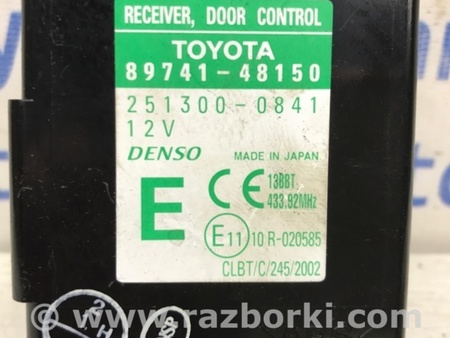 RECEIVER, DOOR CONTROL
TOYOTA
89741-48150
251300-0841
12V
DENSO MADE IN JAPAN
E CE 13BBT
433.92MHz
E11 10 R-020585
CLBT/C/245/2002
www.razborki.com